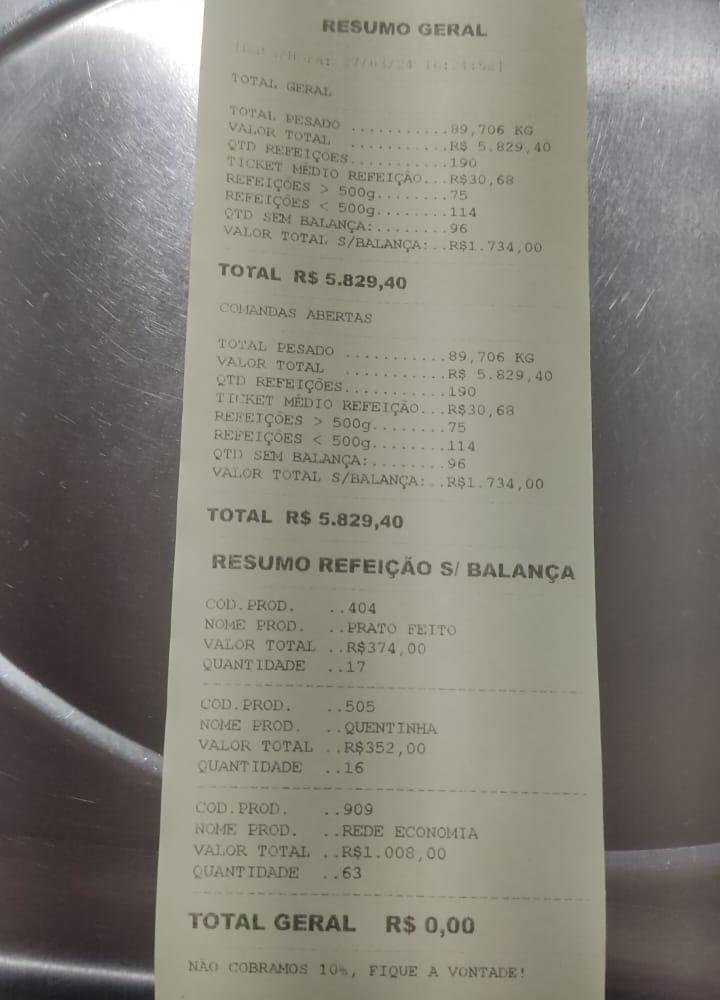 RESUMO GERAL
TOTAL GERAL
TOTAL PESADO ..........89,706 KG
VALOR TOTAL ..........R$ 5.829,40
QTD REFEIÇÕES..........190
TICKET MÉDIO REFEIÇÃO...R$30,68
REFEIÇÕES > 500g........75
REFEIÇÕES < 500g........114
QTD SEM BALANÇA:........96
VALOR TOTAL S/BALANÇA:..R$1.734,00
TOTAL R$ 5.829,40
COMANDAS ABERTAS
TOTAL PESADO ..........89,706 KG
VALOR TOTAL ..........R$ 5.829,40
QTD REFEIÇÕES..........190
TICKET MÉDIO REFEIÇÃO...R$30,68
REFEIÇÕES > 500g........75
REFEIÇÕES < 500g........114
QTD SEM BALANÇA:........96
VALOR TOTAL S/BALANÇA:..R$1.734,00
TOTAL R$ 5.829,40
RESUMO REFEIÇÃO S/ BALANÇA
COD.PROD. ..404
NOME PROD. ..PRATO FEITO
VALOR TOTAL ..R$374,00
QUANTIDADE ..17
COD.PROD. ..505
NOME PROD. ..QUENTINHA
VALOR TOTAL ..R$352,00
QUANTIDADE ..16
COD.PROD. ..909
NOME PROD. ..REDE ECONOMIA
VALOR TOTAL ..R$1.008,00
QUANTIDADE ..63
TOTAL GERAL R$ 0,00
NÃO COBRAMOS 10%, FIQUE A VONTADE!